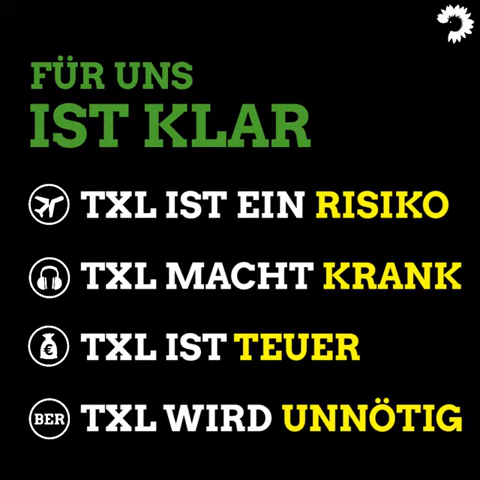 FÜR UNS
IST KLAR
TXL IST EIN RISIKO
TXL MACHT KRANK
€ TXL IST TEUER
BER TXL WIRD UNNÖTIG